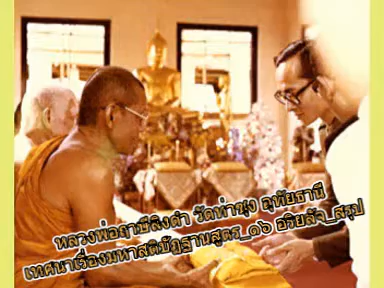 หลวงพ่อฤาษีลิงดำ วัดท่าซุง อุทัยธานี
เทศนาเรื่องมหาสติปัฏฐานสูตร_๑๖ อริยสัจ_สรุป